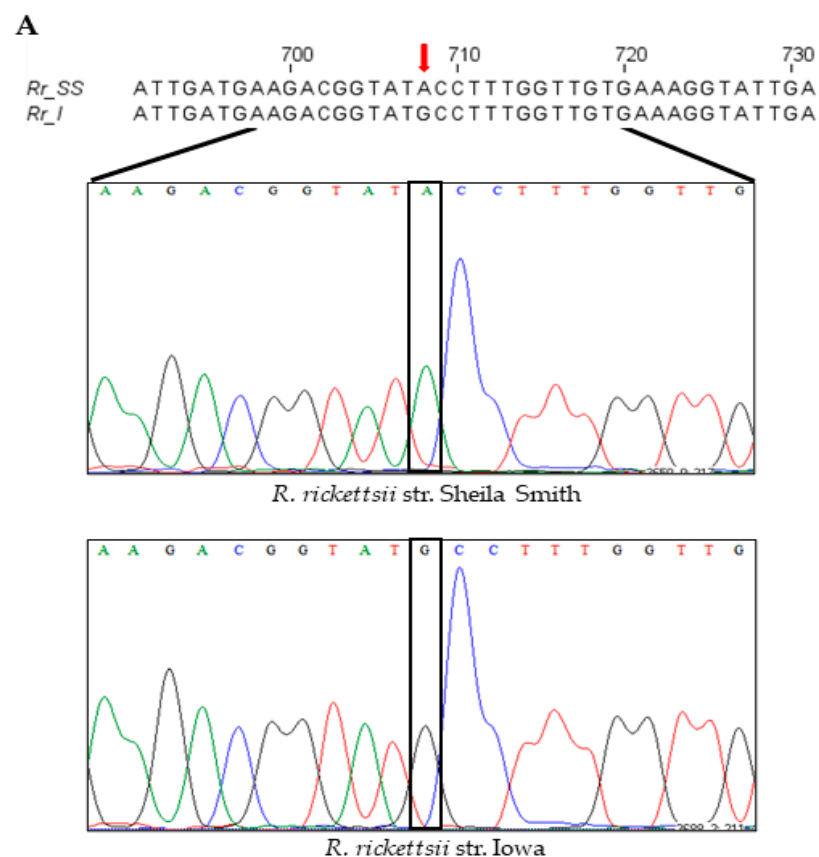 A
700 710 720 730
Rr_SS ATTGATGAAGACGGTATACCTTTGGTTGTGAAAGGTATTGA
Rr_I ATTGATGAAGACGGTATGCCTTTGGTTGTGAAAGGTATTGA
A A G A C G G T A T A C C T T T G G T T G
R. rickettsii str. Sheila Smith
A A G A C G G T A T G C C T T T G G T T G
R. rickettsii str. Iowa